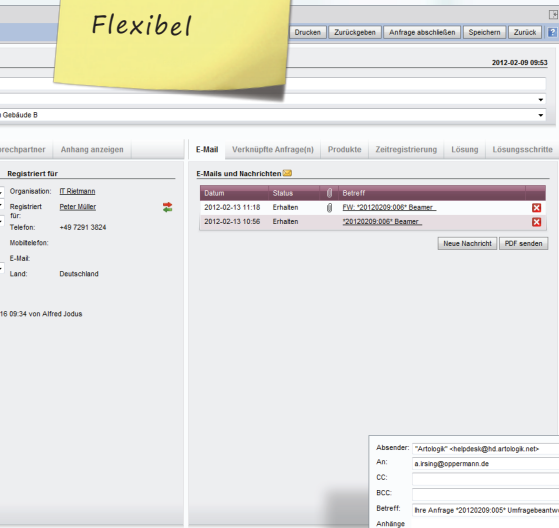 Flexibel
Drucken Zurückgeben Anfrage abschließen Speichern Zurück ?
2012-02-09 09:53
Gebäude B
Anhang anzeigen
E-Mail Verknüpfte Anfrage(n) Produkte Zeitregistrierung Lösung Lösungsschritte
Registriert für
Organisation: IT Rietmann
Registriert für: Peter Müller
Telefon: +49 7291 3824
Mobiltelefon:
E-Mail:
Land: Deutschland
16 09:34 von Alfred Jodus
E-Mails und Nachrichten
Datum Status Betreff
2012-02-13 11:18 Erhalten FW: *20120209:006* Beamer
2012-02-13 10:56 Erhalten *20120209:006* Beamer
Neue Nachricht PDF senden
Absender: "Artologik" <helpdesk@hd.artologik.net>
An: a.irsing@oppermann.de
CC:
BCC:
Betreff: Ihre Anfrage *20120209:005* Umfragebeantw
Anhänge